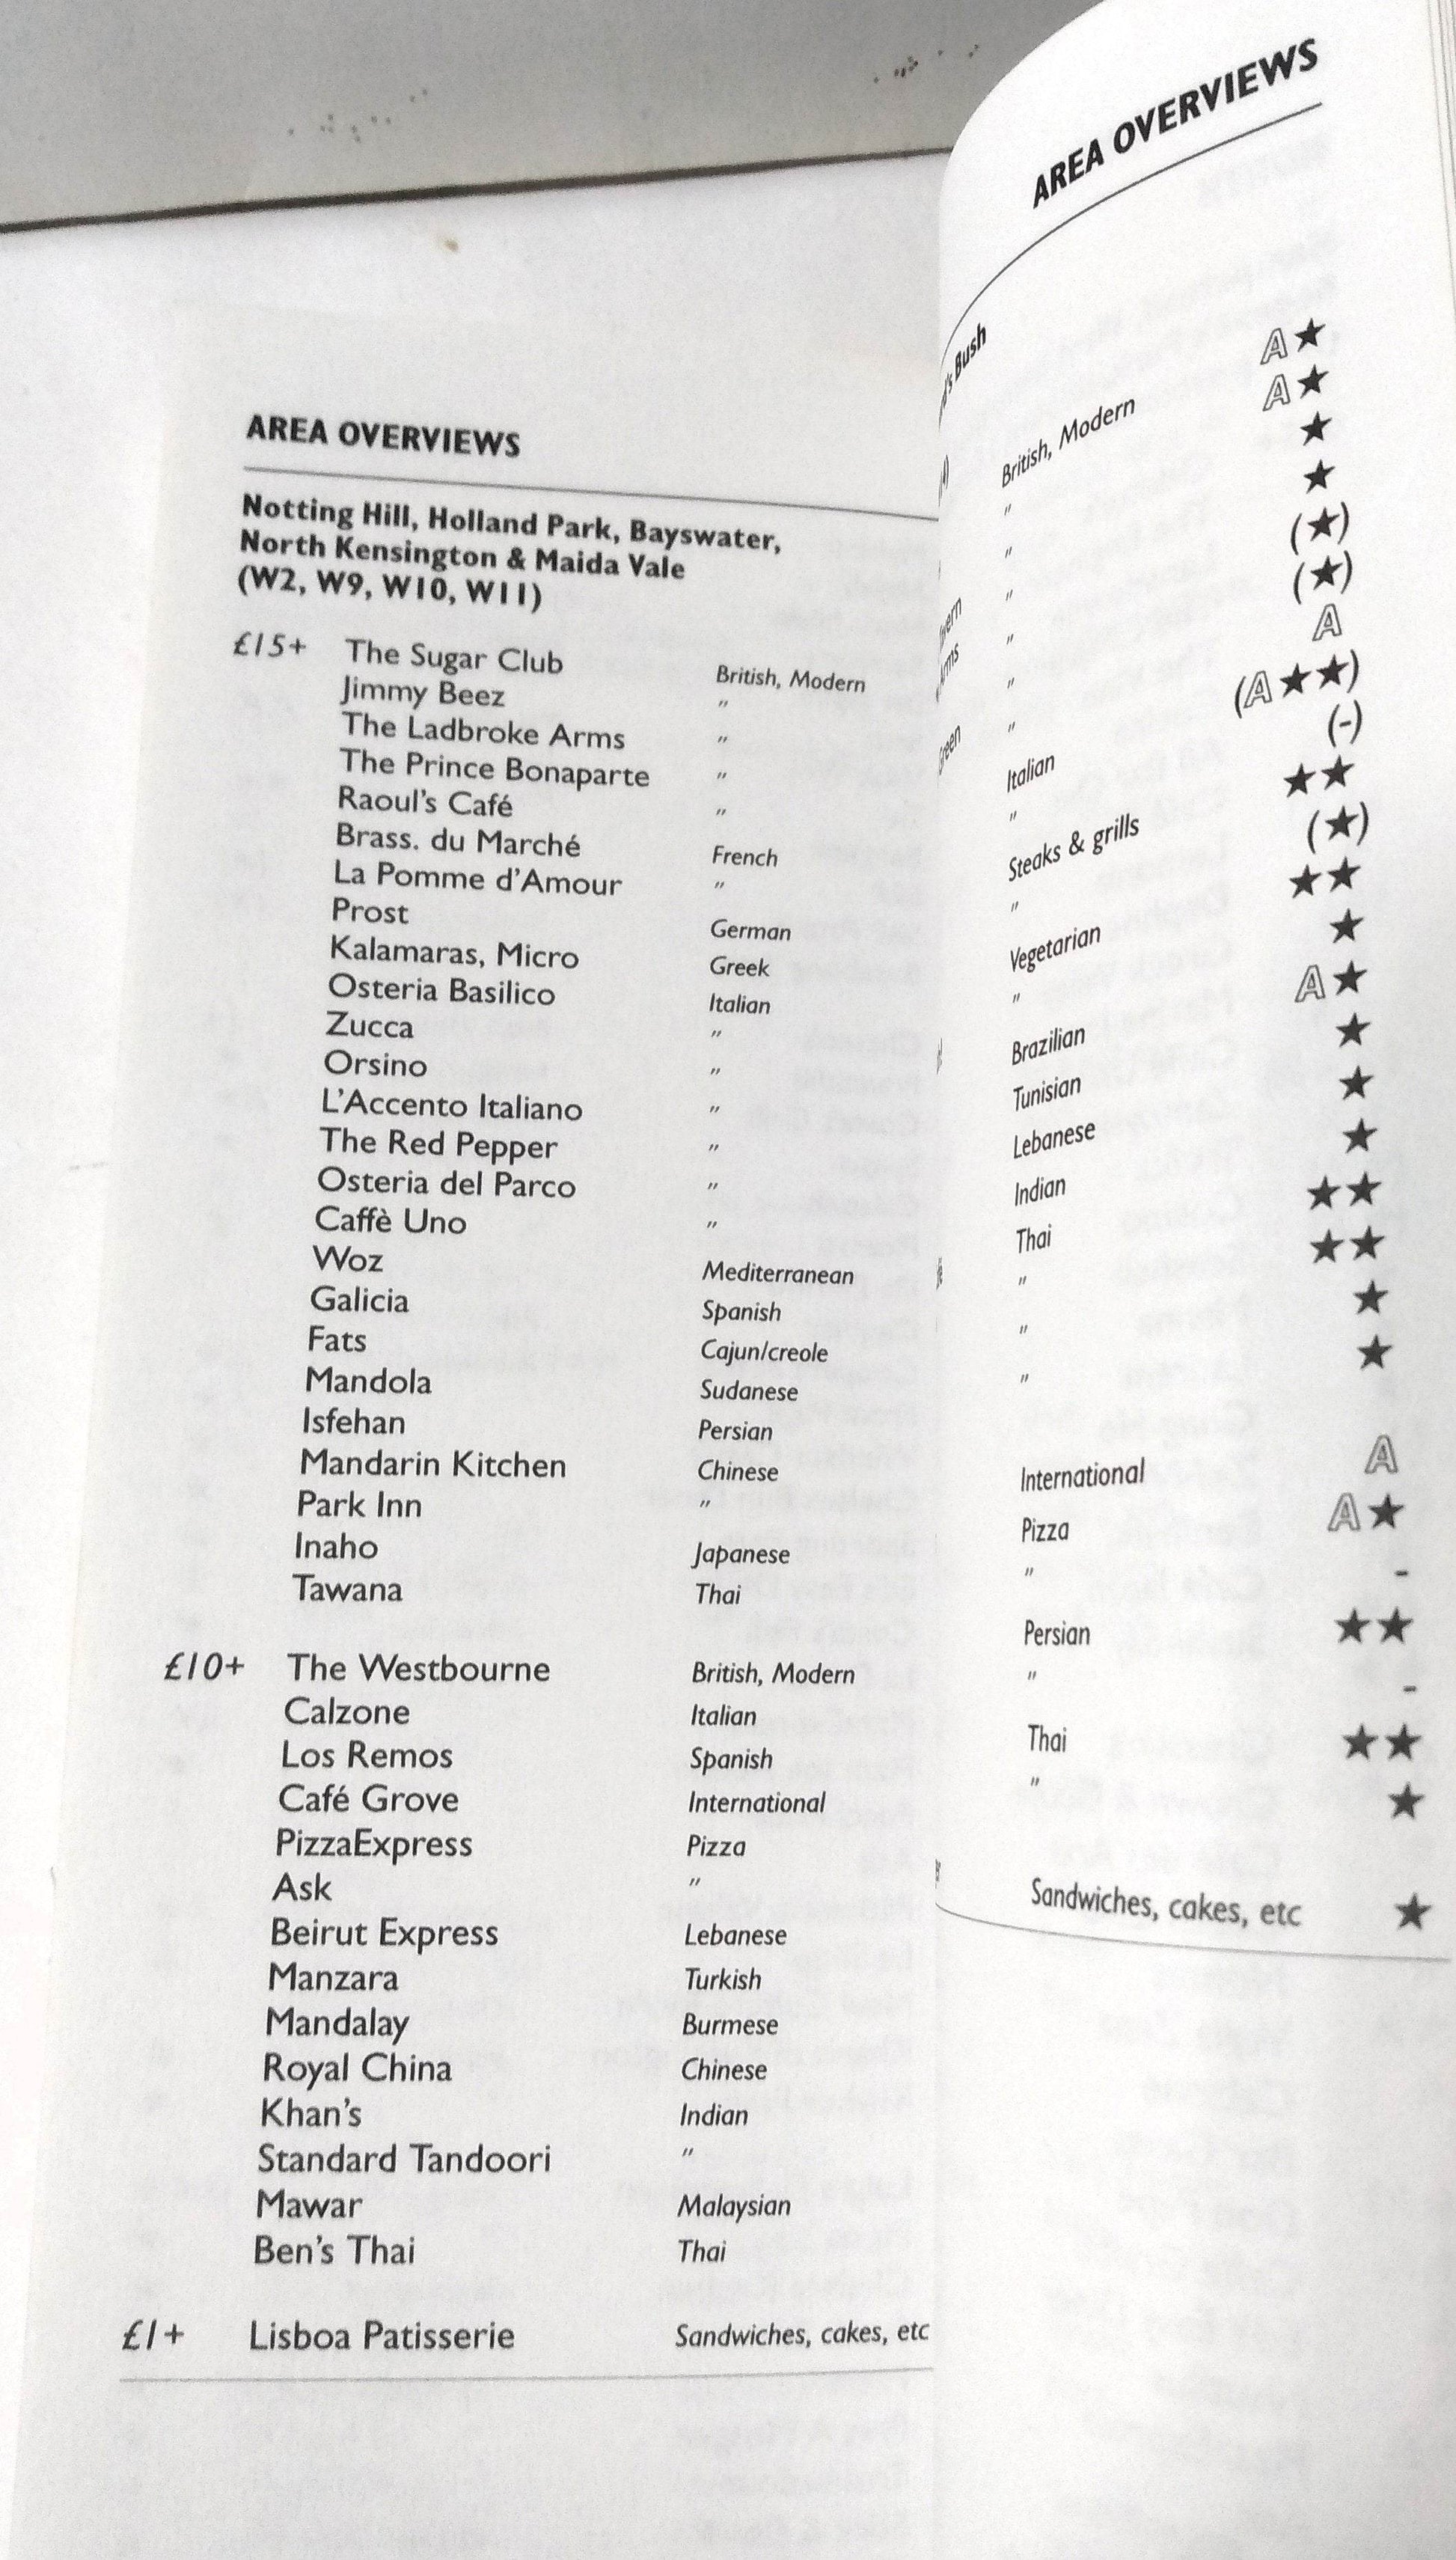 AREA OVERVIEWS
Notting Hill, Holland Park, Bayswater,
North Kensington & Maida Vale
(W2, W9, W10, W11)
£15+ The Sugar Club British, Modern
Jimmy Beez "
The Ladbroke Arms "
The Prince Bonaparte "
Raoul's Café "
Brass. du Marché French
La Pomme d'Amour "
Prost German
Kalamaras, Micro Greek
Osteria Basilico Italian
Zucca "
Orsino "
L'Accento Italiano "
The Red Pepper "
Osteria del Parco "
Caffè Uno "
Woz Mediterranean
Galicia Spanish
Fats Cajun/creole
Mandola Sudanese
Isfehan Persian
Mandarin Kitchen Chinese
Park Inn "
Inaho Japanese
Tawana Thai
£10+ The Westbourne British, Modern
Calzone Italian
Los Remos Spanish
Café Grove International
PizzaExpress Pizza
Ask "
Beirut Express Lebanese
Manzara Turkish
Mandalay Burmese
Royal China Chinese
Khan's Indian
Standard Tandoori "
Mawar Malaysian
Ben's Thai Thai
£1+ Lisboa Patisserie Sandwiches, cakes, etc
AREA OVERVIEWS
Bush
British, Modern A★
" A★
" ★
" ★
" (★)
" (★)
" A
Italian (A★★)
" (-)
Steaks & grills ★★
" (★)
Vegetarian ★★
" ★
Brazilian A★
Tunisian ★
Lebanese ★
Indian ★
Thai ★★
" ★★
" ★
" ★
International A
Pizza A★
" -
Persian ★★
" -
Thai ★★
" ★
Sandwiches, cakes, etc ★